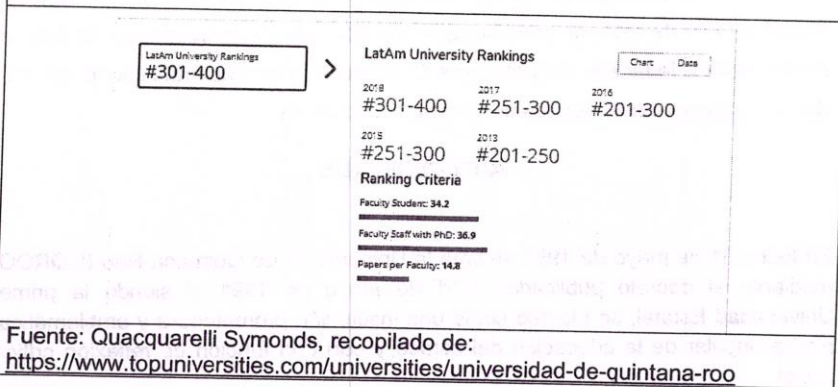 LatAm University Rankings
#301-400
LatAm University Rankings
Chart Data
2018 2017 2016
#301-400 #251-300 #201-300
2015 2013
#251-300 #201-250
Ranking Criteria
Faculty Student: 34.2
Faculty Staff with PhD: 36.9
Papers per Faculty: 14.8
Fuente: Quacquarelli Symonds, recopilado de:
https://www.topuniversities.com/universities/universidad-de-quintana-roo